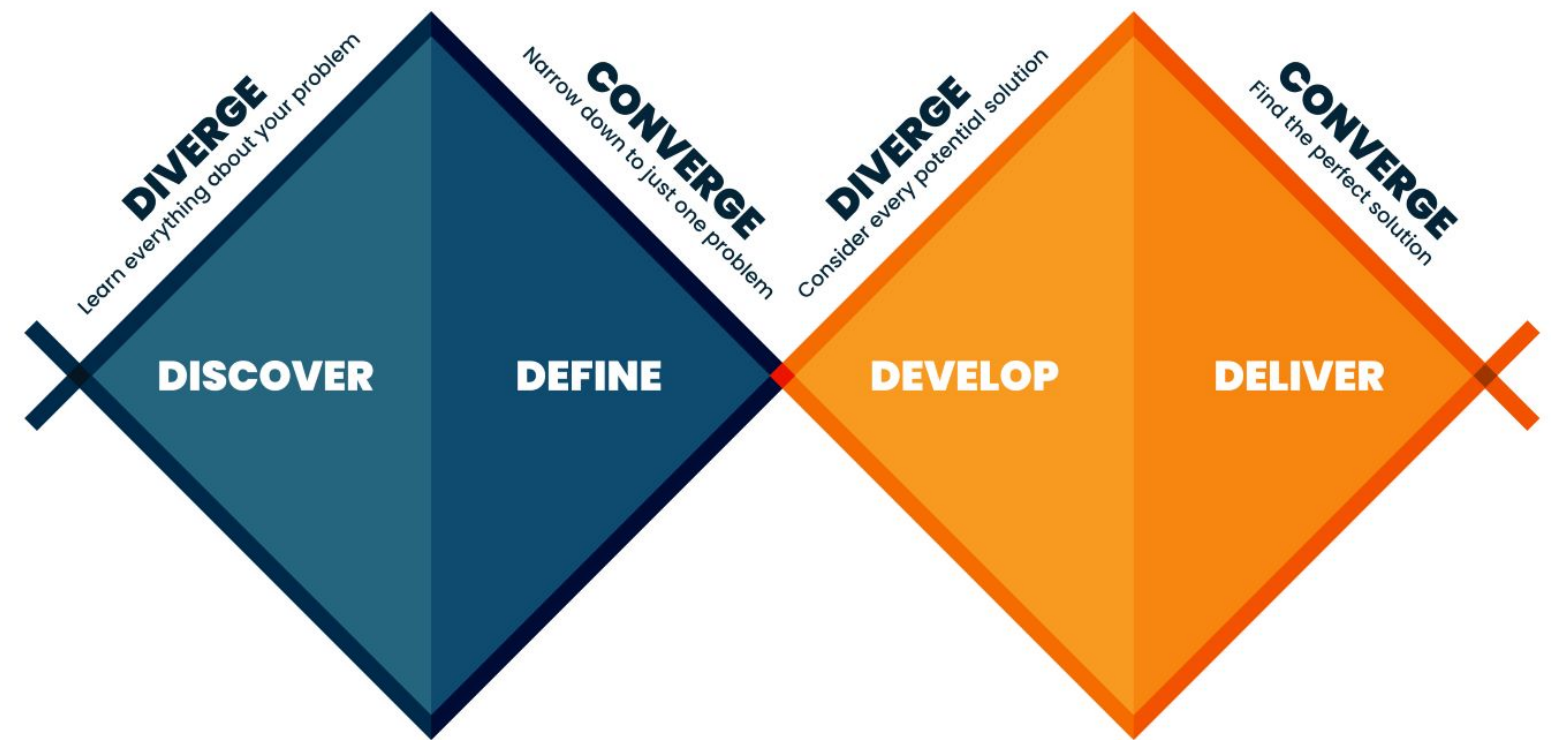 DIVERGE
Learn everything about your problem
CONVERGE
Narrow down to just one problem
DIVERGE
Consider every potential solution
CONVERGE
Find the perfect solution
DISCOVER
DEFINE
DEVELOP
DELIVER